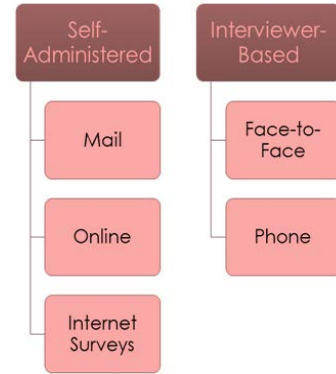 Self-
Administered
Mail
Online
Internet
Surveys
Interviewer-
Based
Face-to-
Face
Phone